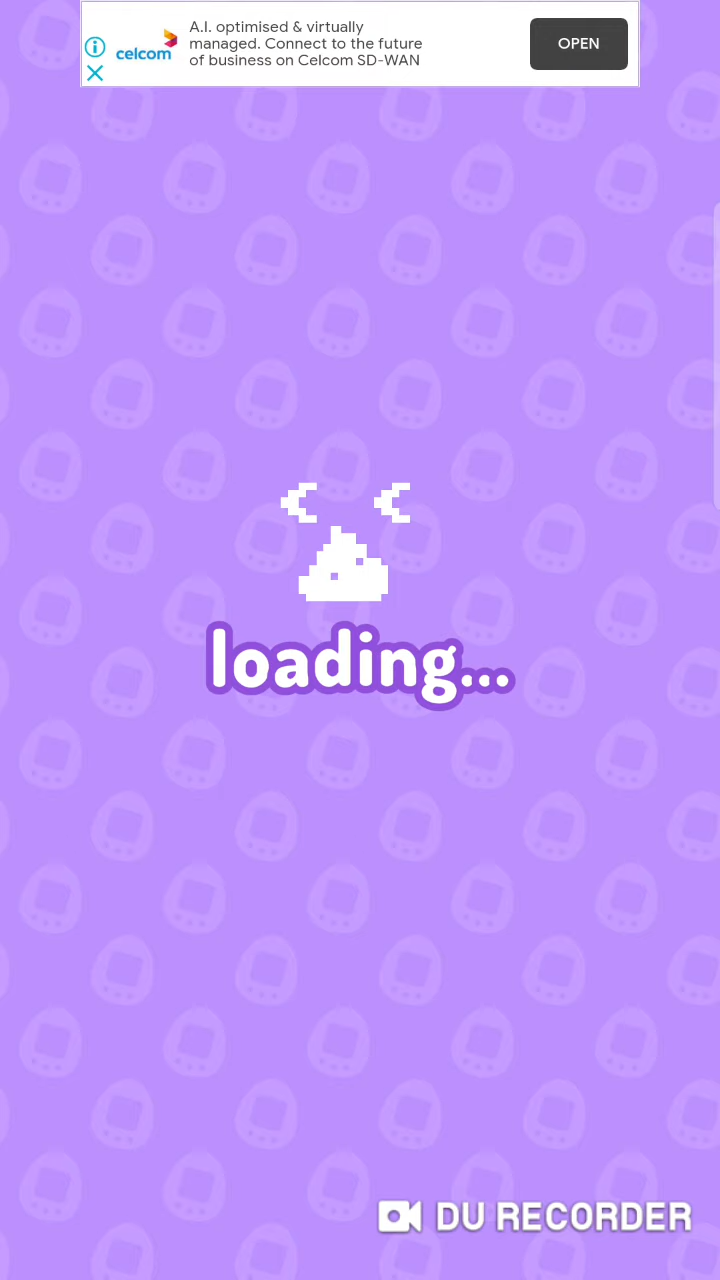 celcom
A.I. optimised & virtually
managed. Connect to the future
of business on Celcom SD-WAN
OPEN
loading...
DU RECORDER